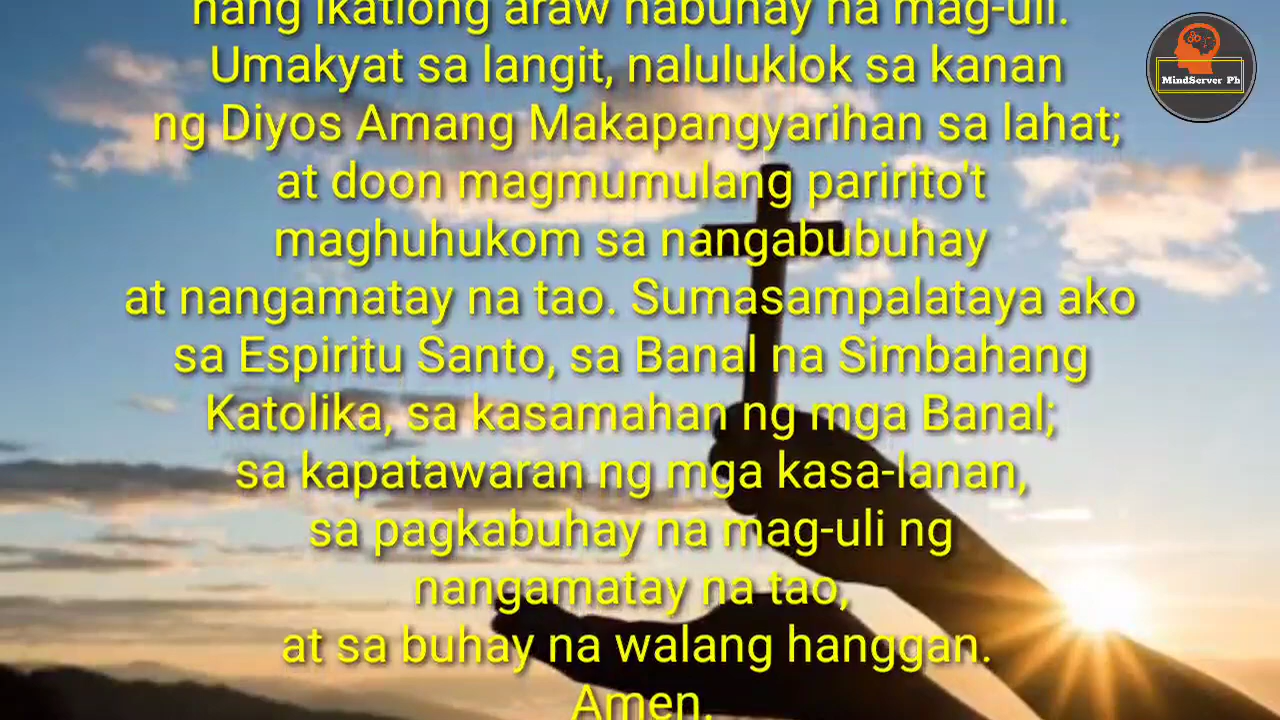 nang ikatlong araw nabuhay na mag-uli.
Umakyat sa langit, naluluklok sa kanan
ng Diyos Amang Makapangyarihan sa lahat;
at doon magmumulang paririto't
maghuhukom sa nangabubuhay
at nangamatay na tao. Sumasampalataya ako
sa Espiritu Santo, sa Banal na Simbahang
Katolika, sa kasamahan ng mga Banal;
sa kapatawaran ng mga kasa-lanan,
sa pagkabuhay na mag-uli ng
nangamatay na tao,
at sa buhay na walang hanggan.
Amen.
MindServer Ph